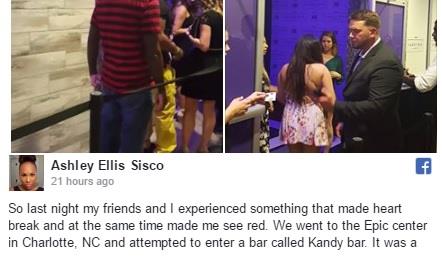 Ashley Ellis Sisco
21 hours ago
So last night my friends and I experienced something that made heart
break and at the same time made me see red. We went to the Epic center
in Charlotte, NC and attempted to enter a bar called Kandy bar. It was a